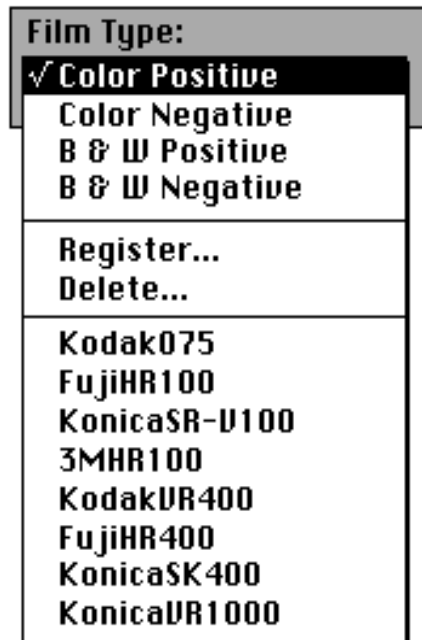 Film Type:
√ Color Positive
Color Negative
B & W Positive
B & W Negative
Register...
Delete...
Kodak075
FujiHR100
KonicaSR-V100
3MHR100
KodakVR400
FujiHR400
KonicaSK400
KonicaVR1000